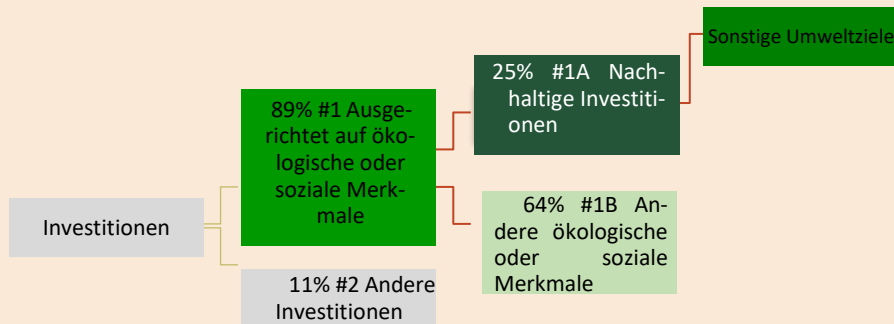 Investitionen
89% #1 Ausge-
richtet auf öko-
logische oder
soziale Merk-
male
11% #2 Andere
Investitionen
25% #1A Nach-
haltige Investiti-
onen
64% #1B An-
dere ökologische
oder soziale
Merkmale
Sonstige Umweltziele